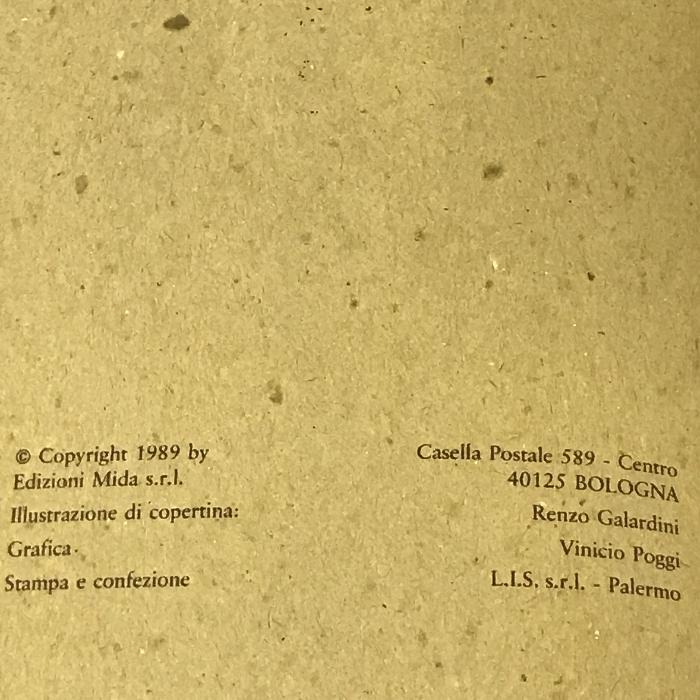 © Copyright 1989 by
Edizioni Mida s.r.l.
Casella Postale 589 - Centro
40125 BOLOGNA
Illustrazione di copertina: Renzo Galardini
Grafica Vinicio Poggi
Stampa e confezione L.I.S. s.r.l. - Palermo